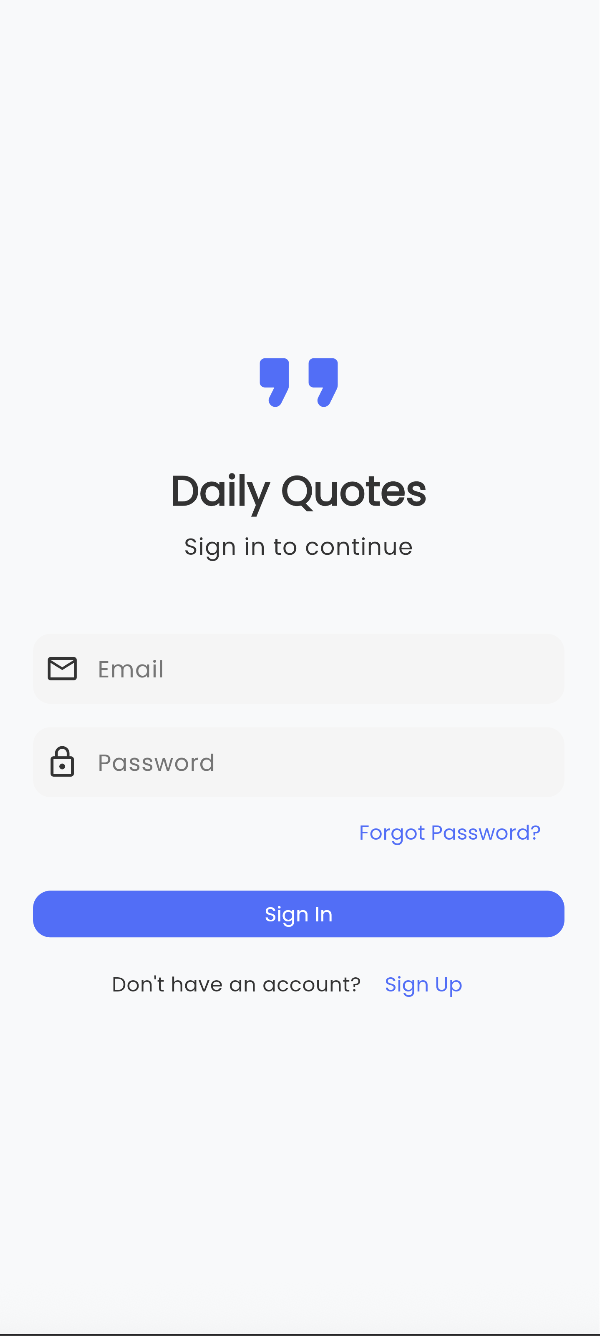 Daily Quotes
Sign in to continue
Email
Password
Forgot Password?
Sign In
Don't have an account? Sign Up